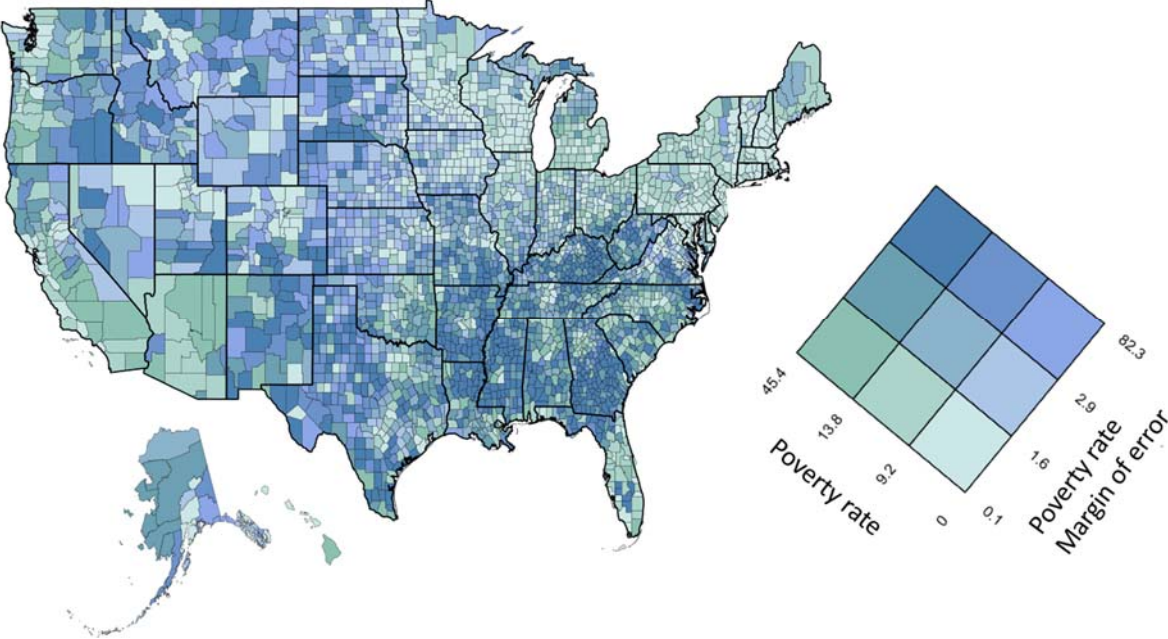 82.3
45.4
2.9
13.8
1.6
9.2
0.1
0
Poverty rate
Poverty rate
Margin of error